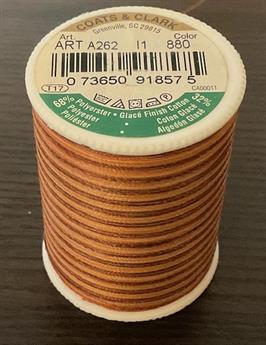 COATS & CLARK
Greenville, SC 29615
Art. Color
ART A262 I1 880
0 73650 91857 5
T17 CA00011
68% Polyester • Glacé Finish Cotton 32%
Polyester Coton Glacé
Poliéster Algodón Glasé